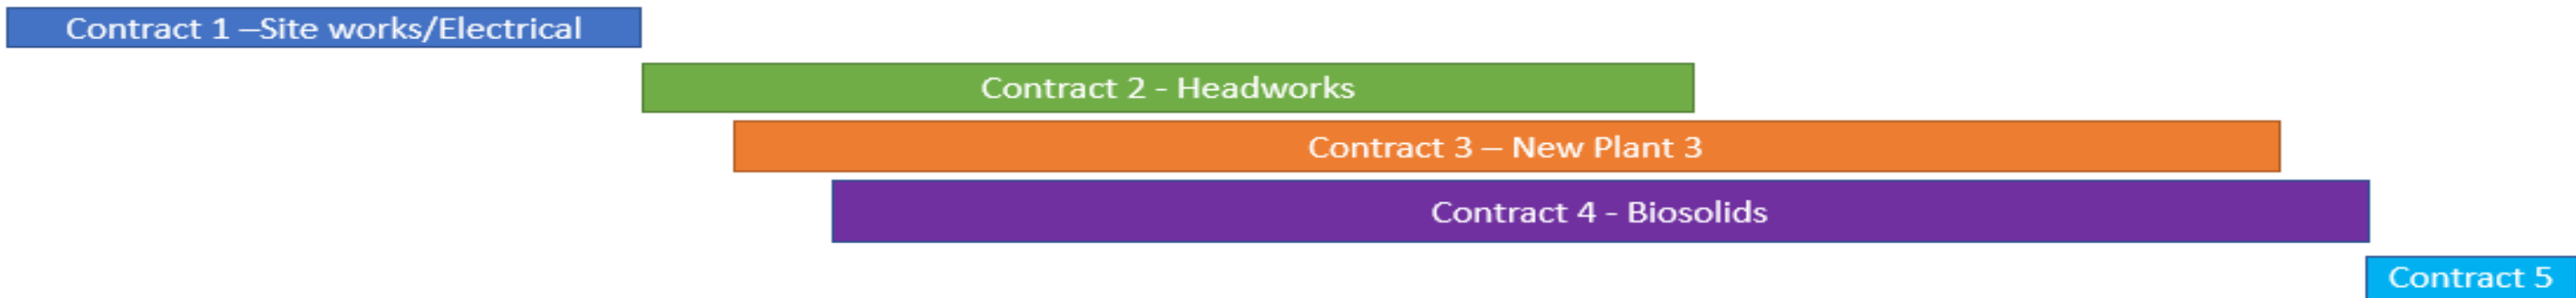 Contract 1 –Site works/Electrical
Contract 2 - Headworks
Contract 3 – New Plant 3
Contract 4 - Biosolids
Contract 5